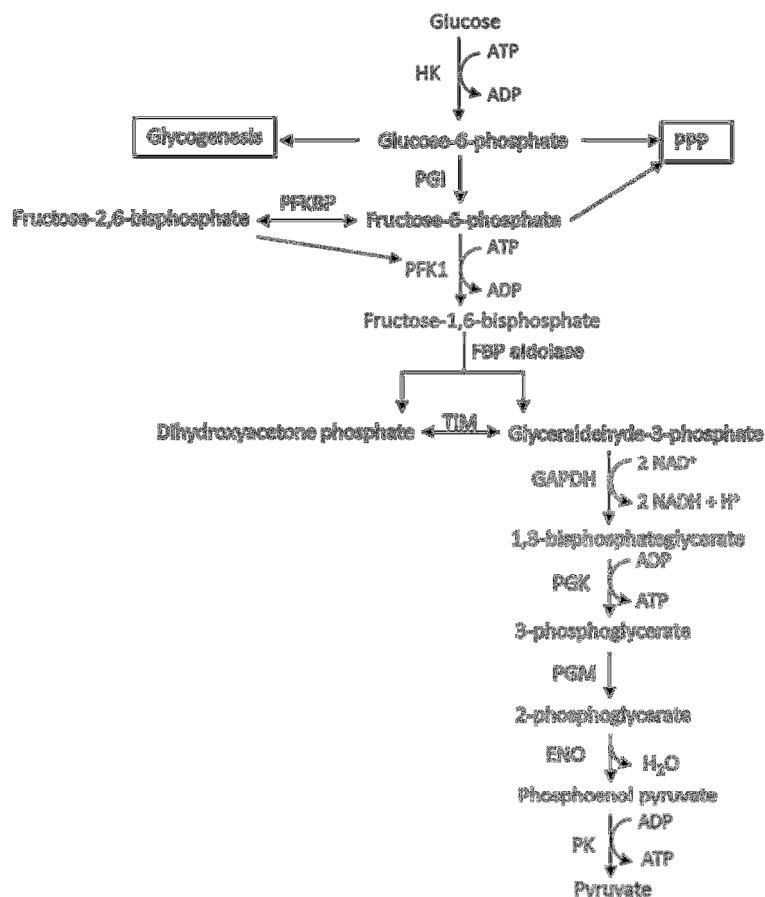 Glucose
HK
ATP
ADP
Glycogenesis
Glucose-6-phosphate
PPP
PGI
Fructose-2,6-bisphosphate
PFKBP
Fructose-6-phosphate
PFK1
ATP
ADP
Fructose-1,6-bisphosphate
FBP aldolase
Dihydroxyacetone phosphate
TIM
Glyceraldehyde-3-phosphate
GAPDH
2 NAD⁺
2 NADH + H⁺
1,3-bisphosphateglycerate
PGK
ADP
ATP
3-phosphoglycerate
PGM
2-phosphoglycerate
ENO
H₂O
Phosphoenol pyruvate
PK
ADP
ATP
Pyruvate